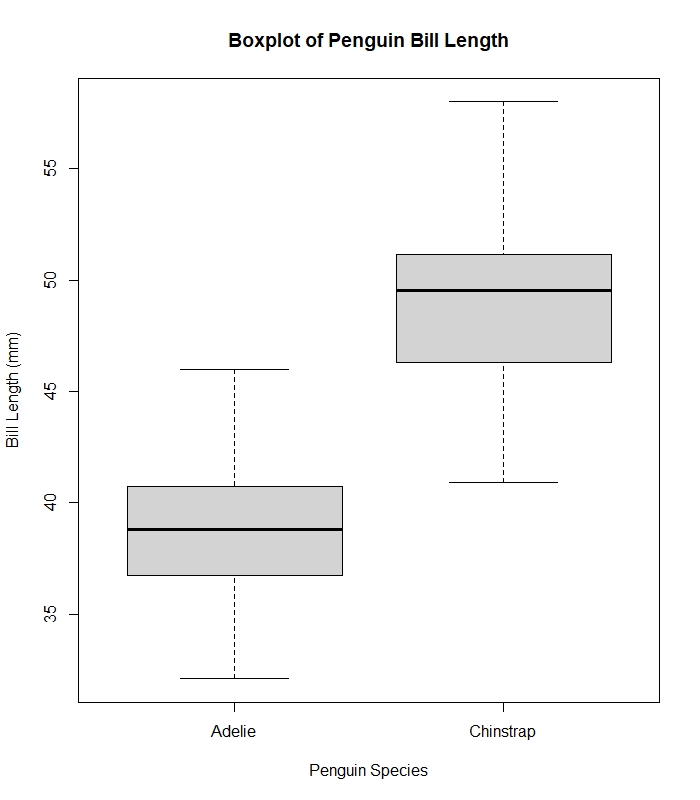 Boxplot of Penguin Bill Length
Bill Length (mm)
55
50
45
40
35
Adelie
Chinstrap
Penguin Species